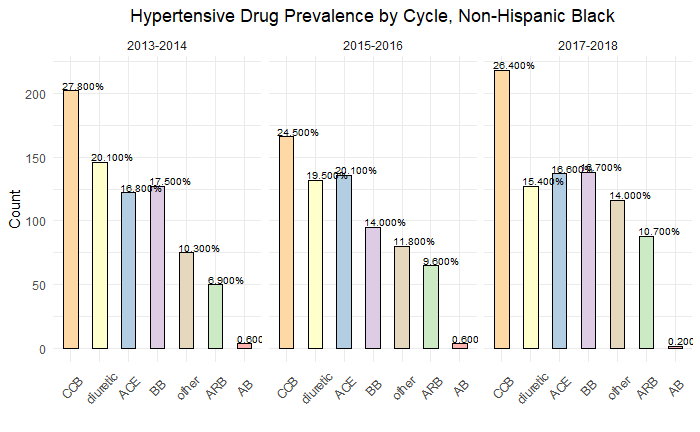 Hypertensive Drug Prevalence by Cycle, Non-Hispanic Black
2013-2014
2015-2016
2017-2018
Count
200
150
100
50
0
27.800%
20.100%
16.800%
17.500%
10.300%
6.900%
0.600
24.500%
19.500%
20.100%
14.000%
11.800%
9.600%
0.600
26.400%
15.400%
16.600%
16.700%
14.000%
10.700%
0.200
CCB
diuretic
ACE
BB
other
ARB
AB
CCB
diuretic
ACE
BB
other
ARB
AB
CCB
diuretic
ACE
BB
other
ARB
AB